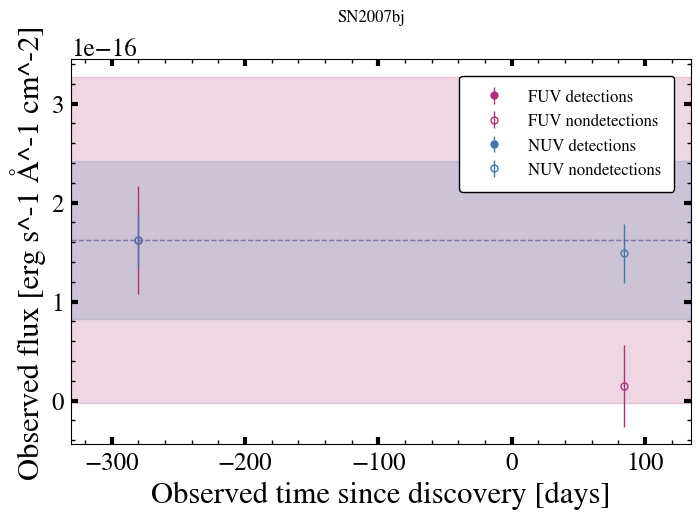 SN2007bj
1e−16
3
2
1
0
Observed flux [erg s^-1 Å^-1 cm^-2]
FUV detections
FUV nondetections
NUV detections
NUV nondetections
−300 −200 −100 0 100
Observed time since discovery [days]